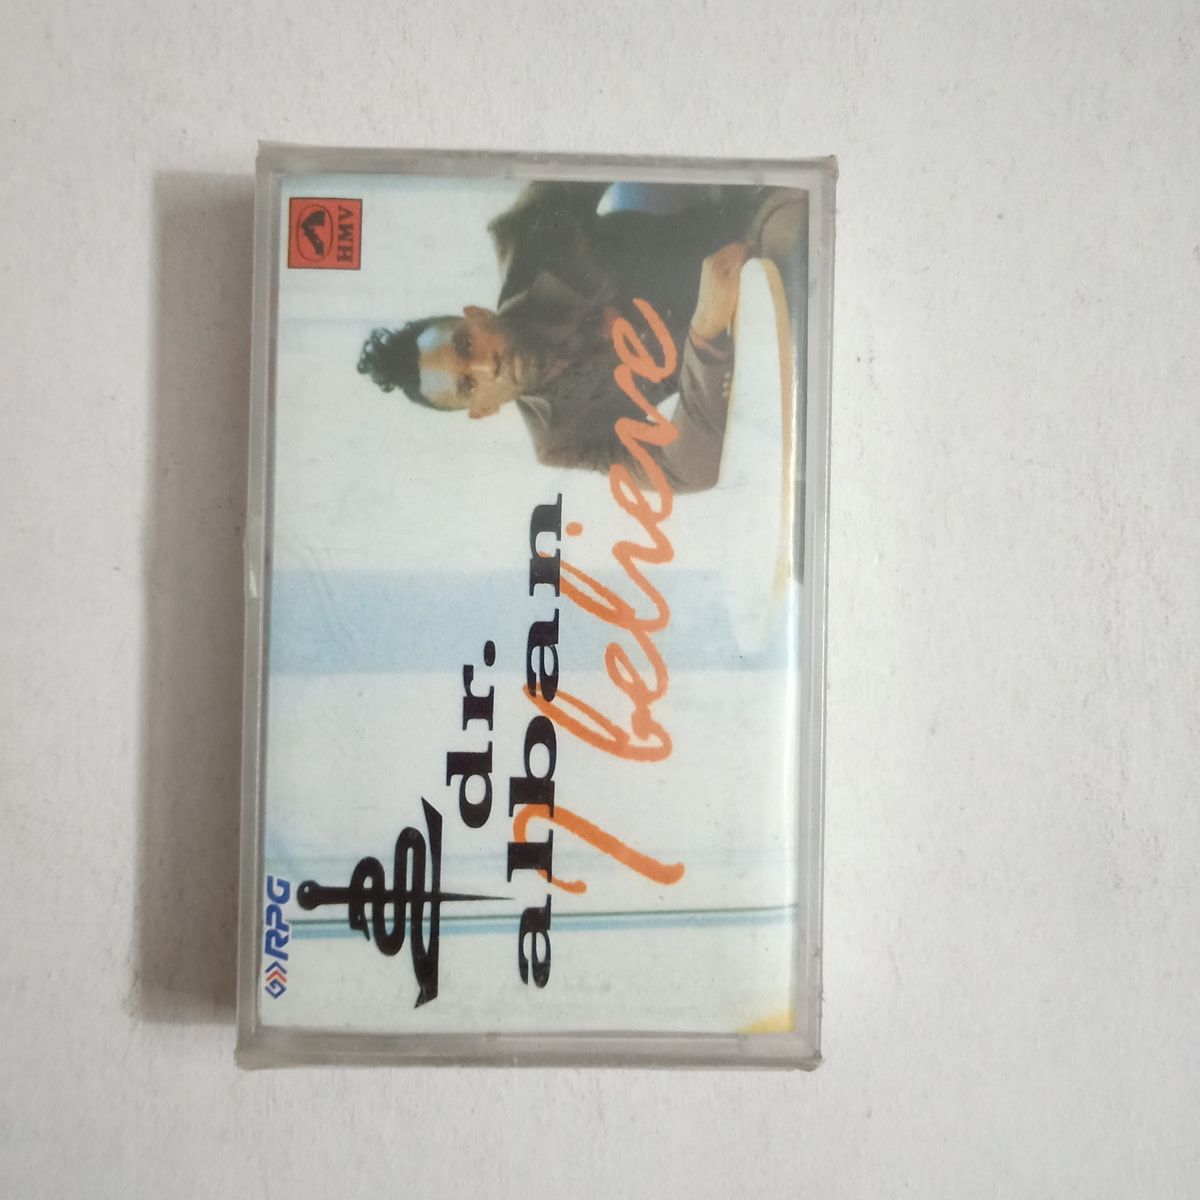 RPG
HMV
dr.
alban
I believe